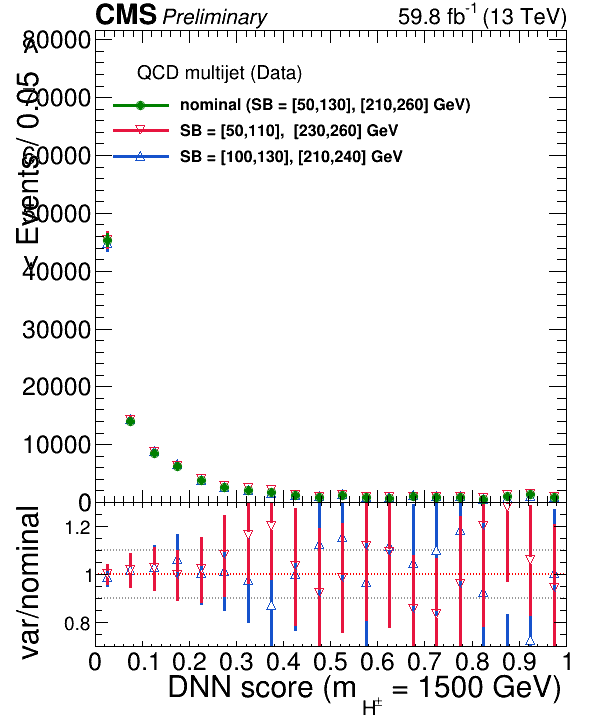 CMS Preliminary 59.8 fb⁻¹ (13 TeV)
< Events / 0.05 >
80000
70000
60000
50000
40000
30000
20000
10000
0
QCD multijet (Data)
nominal (SB = [50,130], [210,260] GeV)
SB = [50,110], [230,260] GeV
SB = [100,130], [210,240] GeV
var/nominal
1.2
1
0.8
0 0.1 0.2 0.3 0.4 0.5 0.6 0.7 0.8 0.9 1
DNN score (m_H± = 1500 GeV)